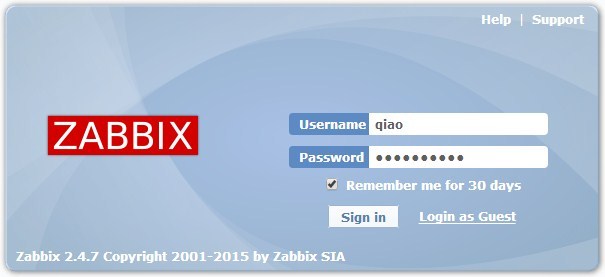 Help | Support
ZABBIX
Username qiao
Password ●●●●●●●●●●
Remember me for 30 days
Sign in Login as Guest
Zabbix 2.4.7 Copyright 2001-2015 by Zabbix SIA